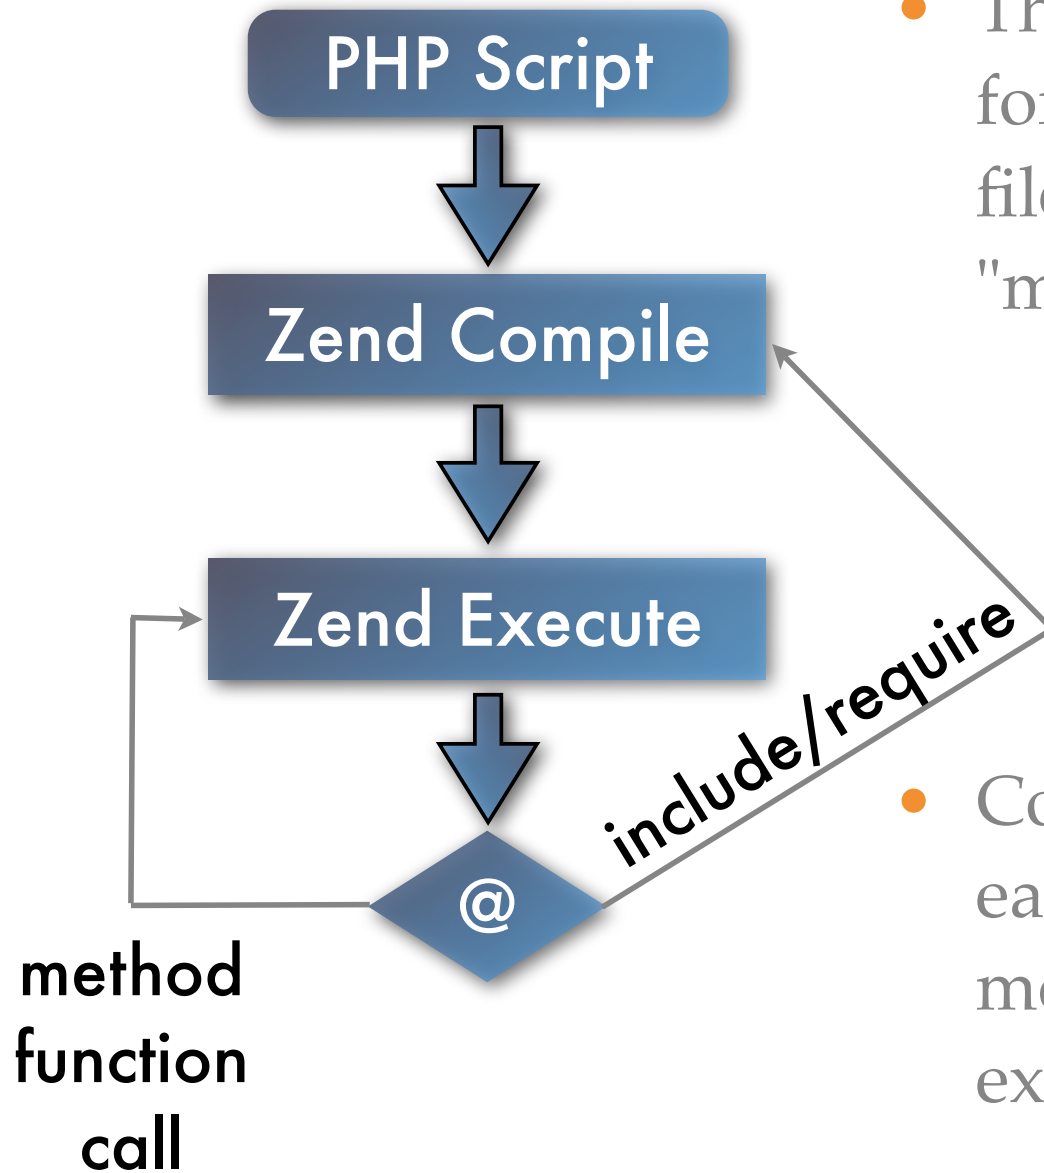 PHP Script
Zend Compile
Zend Execute
include/require
@
method
function
call